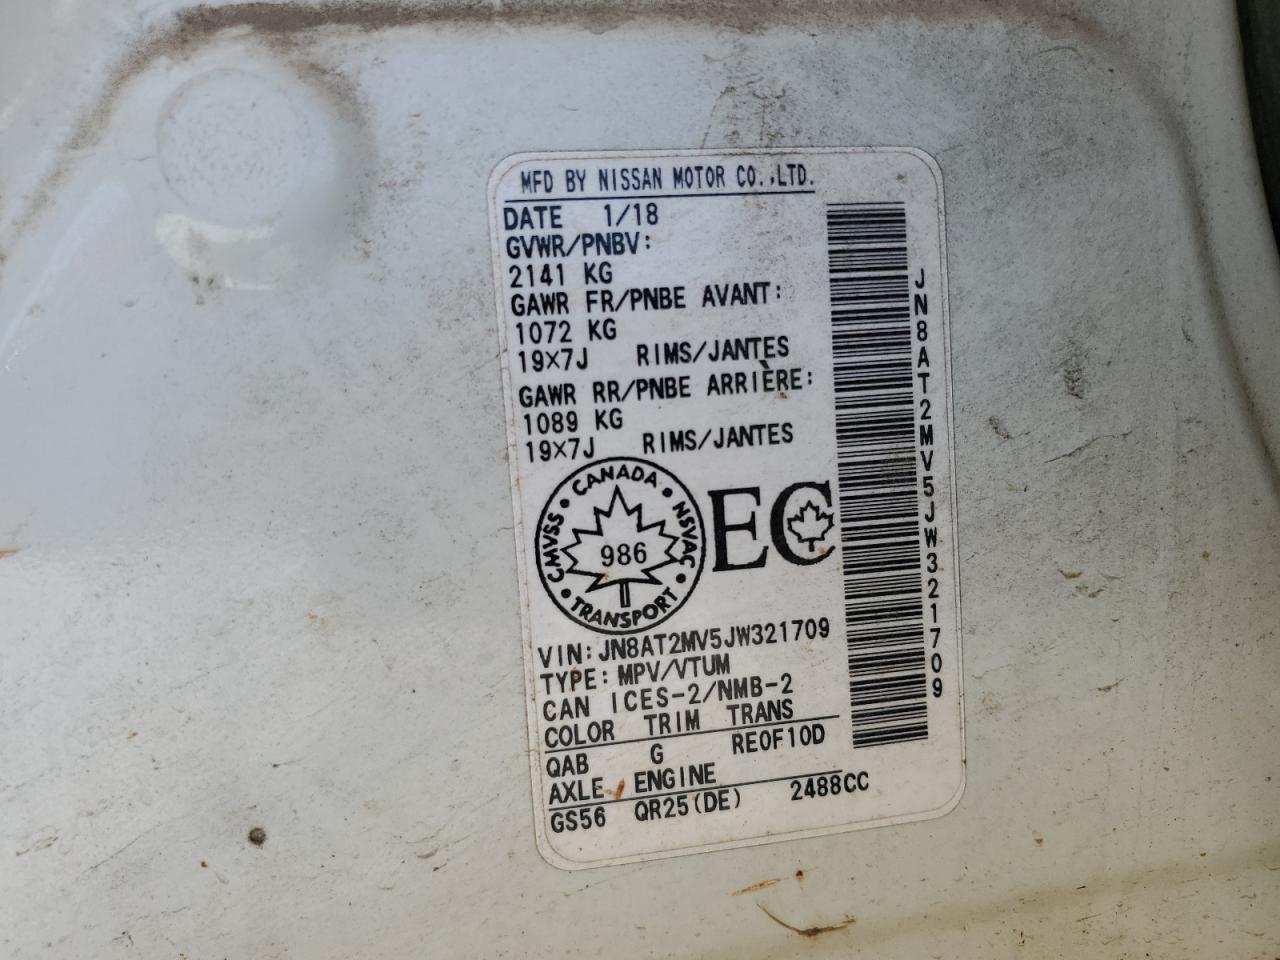 MFD BY NISSAN MOTOR CO.,LTD.
DATE 1/18
GVWR/PNBV:
2141 KG
GAWR FR/PNBE AVANT:
1072 KG
19×7J RIMS/JANTES
GAWR RR/PNBE ARRIÈRE:
1089 KG
19×7J RIMS/JANTES
CANADA • NSVAC • TRANSPORT • CMVSS •
986
EC
VIN:JN8AT2MV5JW321709
TYPE:MPV/VTUM
CAN ICES-2/NMB-2
COLOR TRIM TRANS
QAB G RE0F10D
AXLE ENGINE
GS56 QR25(DE) 2488CC
JN8AT2MV5JW321709